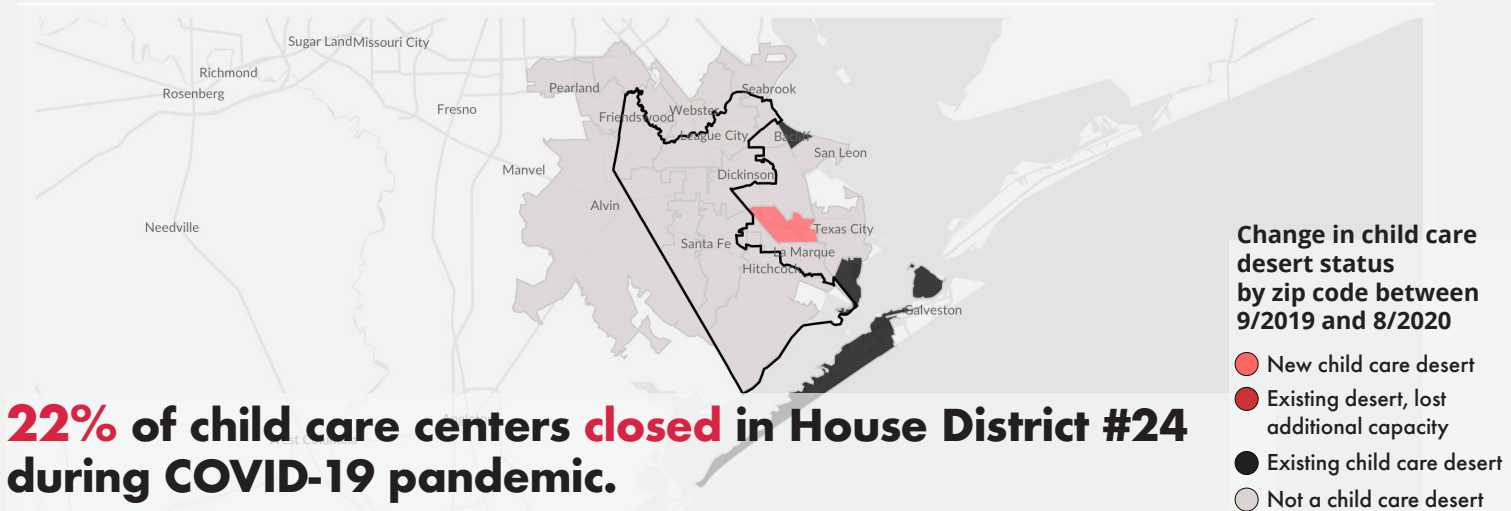 Sugar Land
Missouri City
Richmond
Rosenberg
Pearland
Seabrook
Fresno
Webster
Friendswood
League City
Bacliff
San Leon
Manvel
Dickinson
Alvin
Needville
Texas City
Santa Fe
La Marque
Hitchcock
Galveston
Change in child care
desert status
by zip code between
9/2019 and 8/2020
New child care desert
Existing desert, lost
additional capacity
Existing child care desert
Not a child care desert
22% of child care centers closed in House District #24
during COVID-19 pandemic.
Angleton
West Columbia